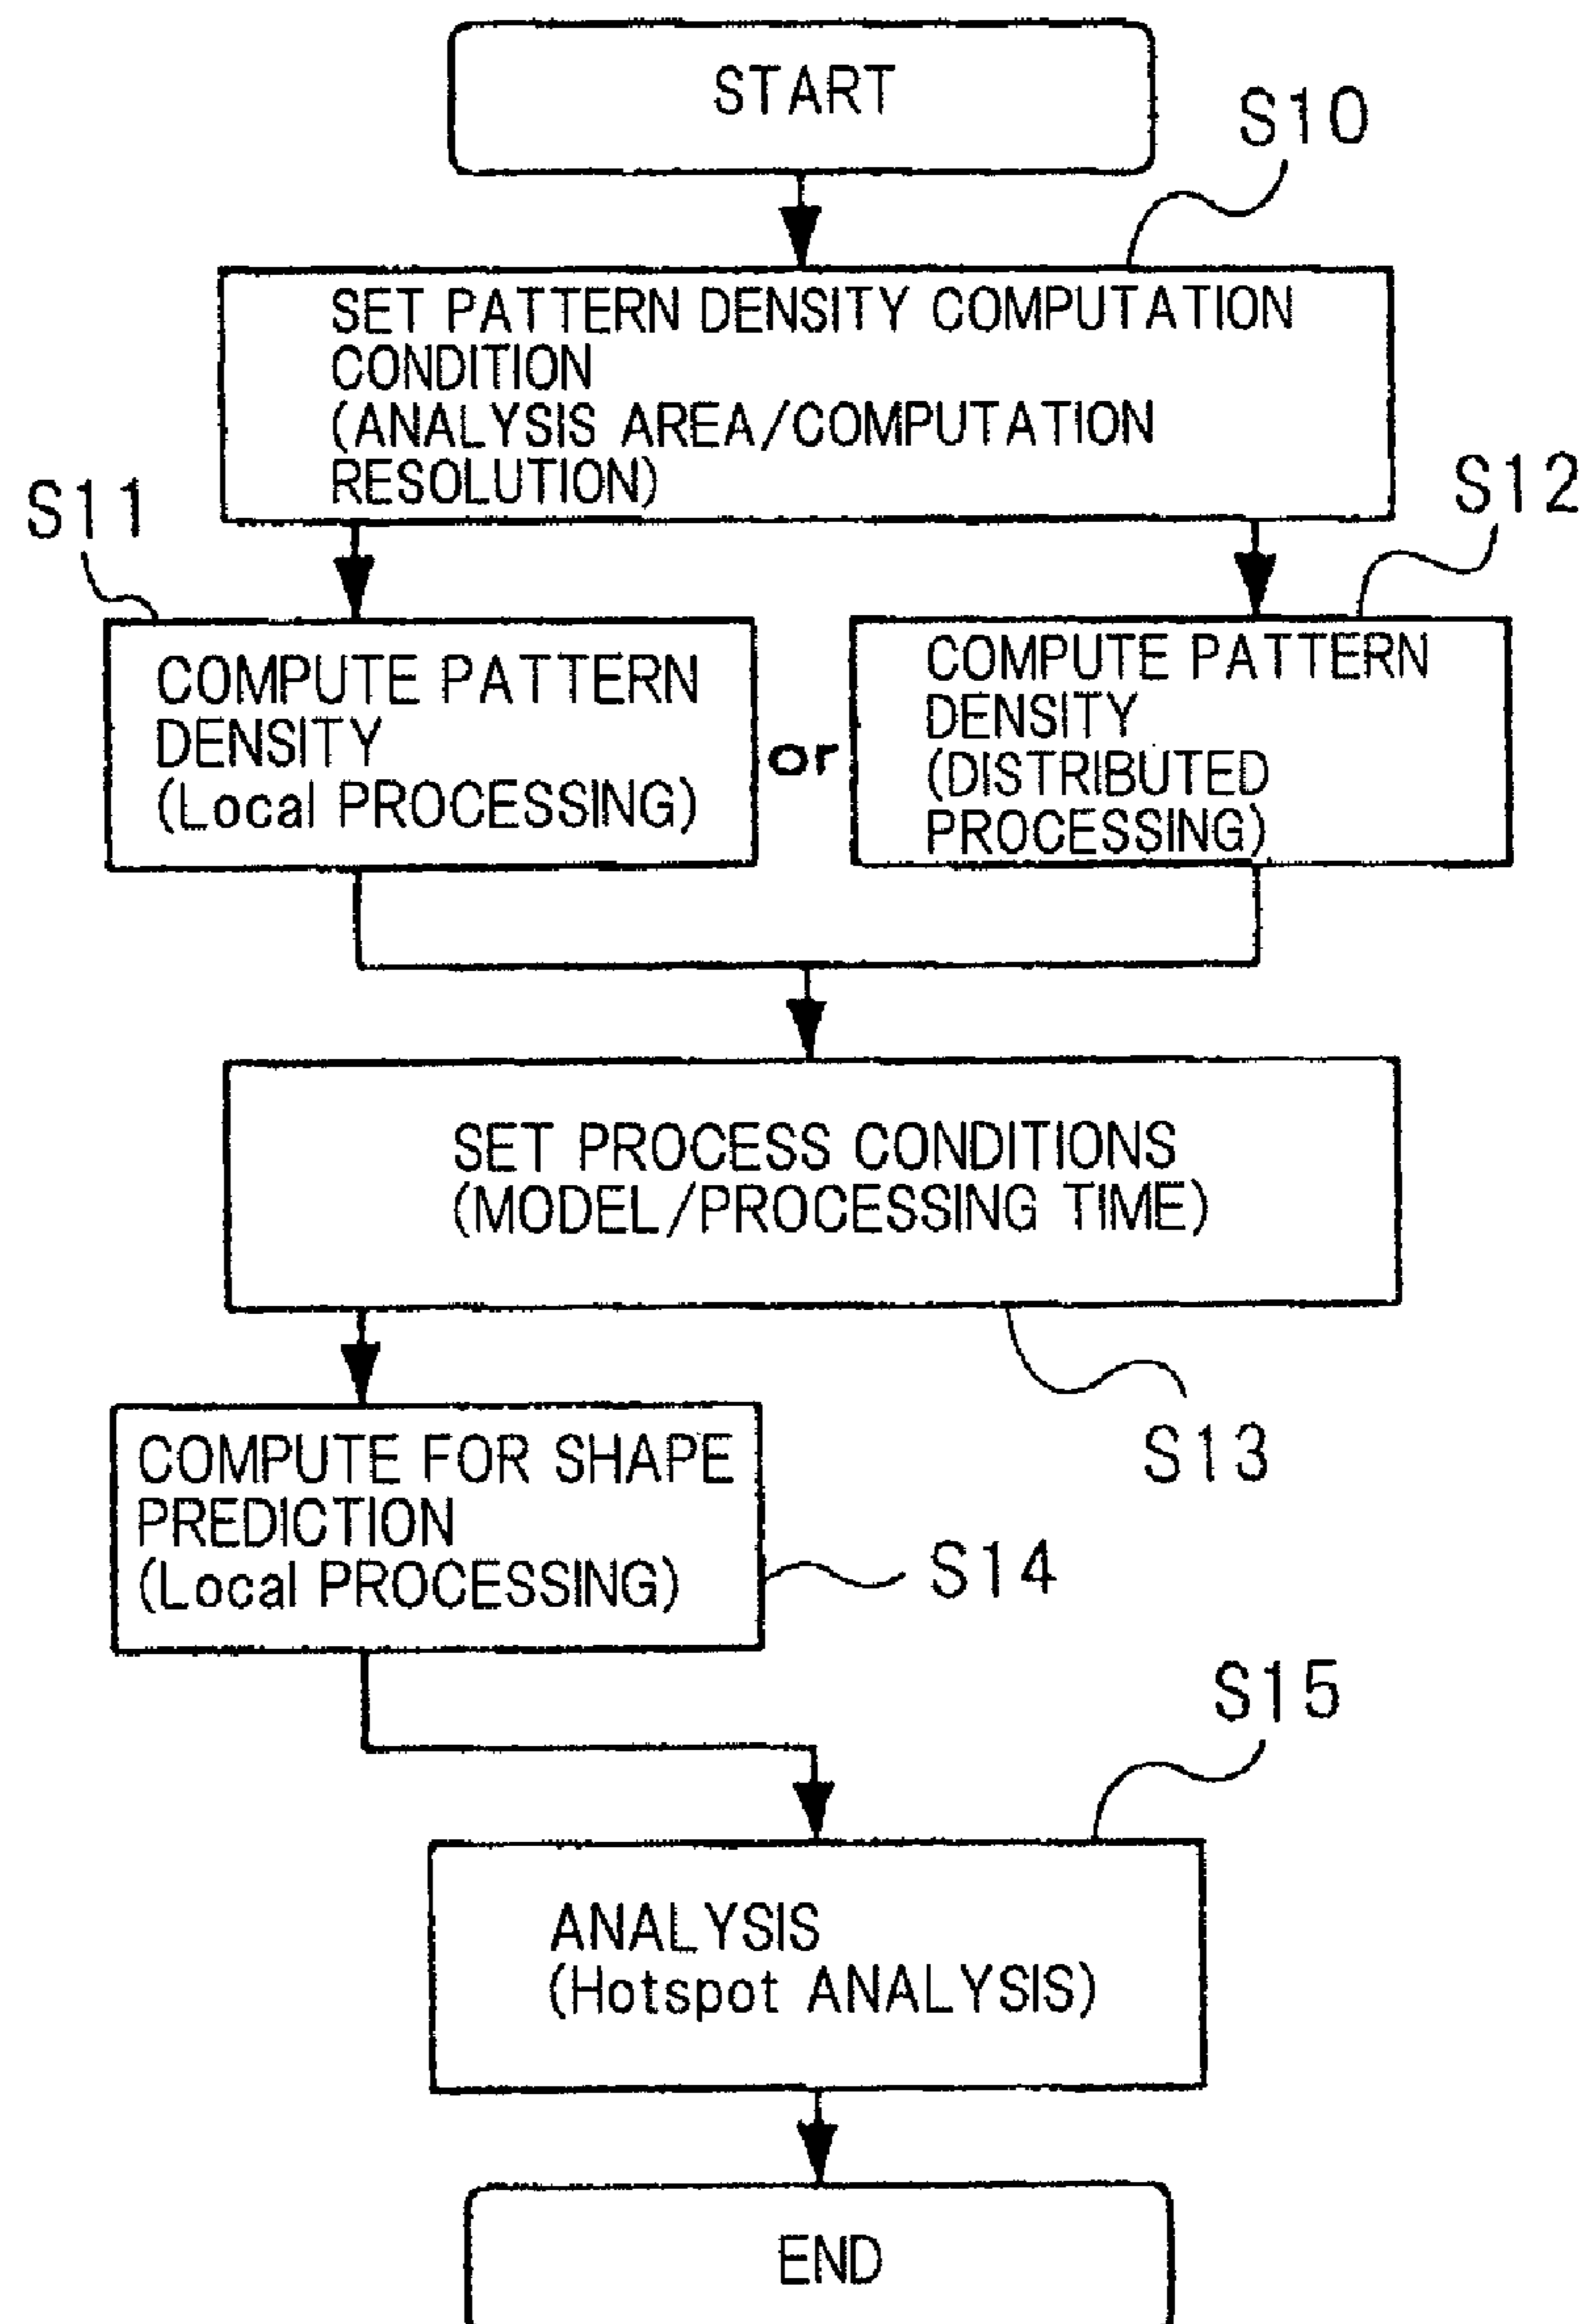 START
S10
SET PATTERN DENSITY COMPUTATION
CONDITION
(ANALYSIS AREA/COMPUTATION
RESOLUTION)
S11
S12
COMPUTE PATTERN
DENSITY
(Local PROCESSING)
or
COMPUTE PATTERN
DENSITY
(DISTRIBUTED
PROCESSING)
SET PROCESS CONDITIONS
(MODEL/PROCESSING TIME)
S13
COMPUTE FOR SHAPE
PREDICTION
(Local PROCESSING)
S14
S15
ANALYSIS
(Hotspot ANALYSIS)
END